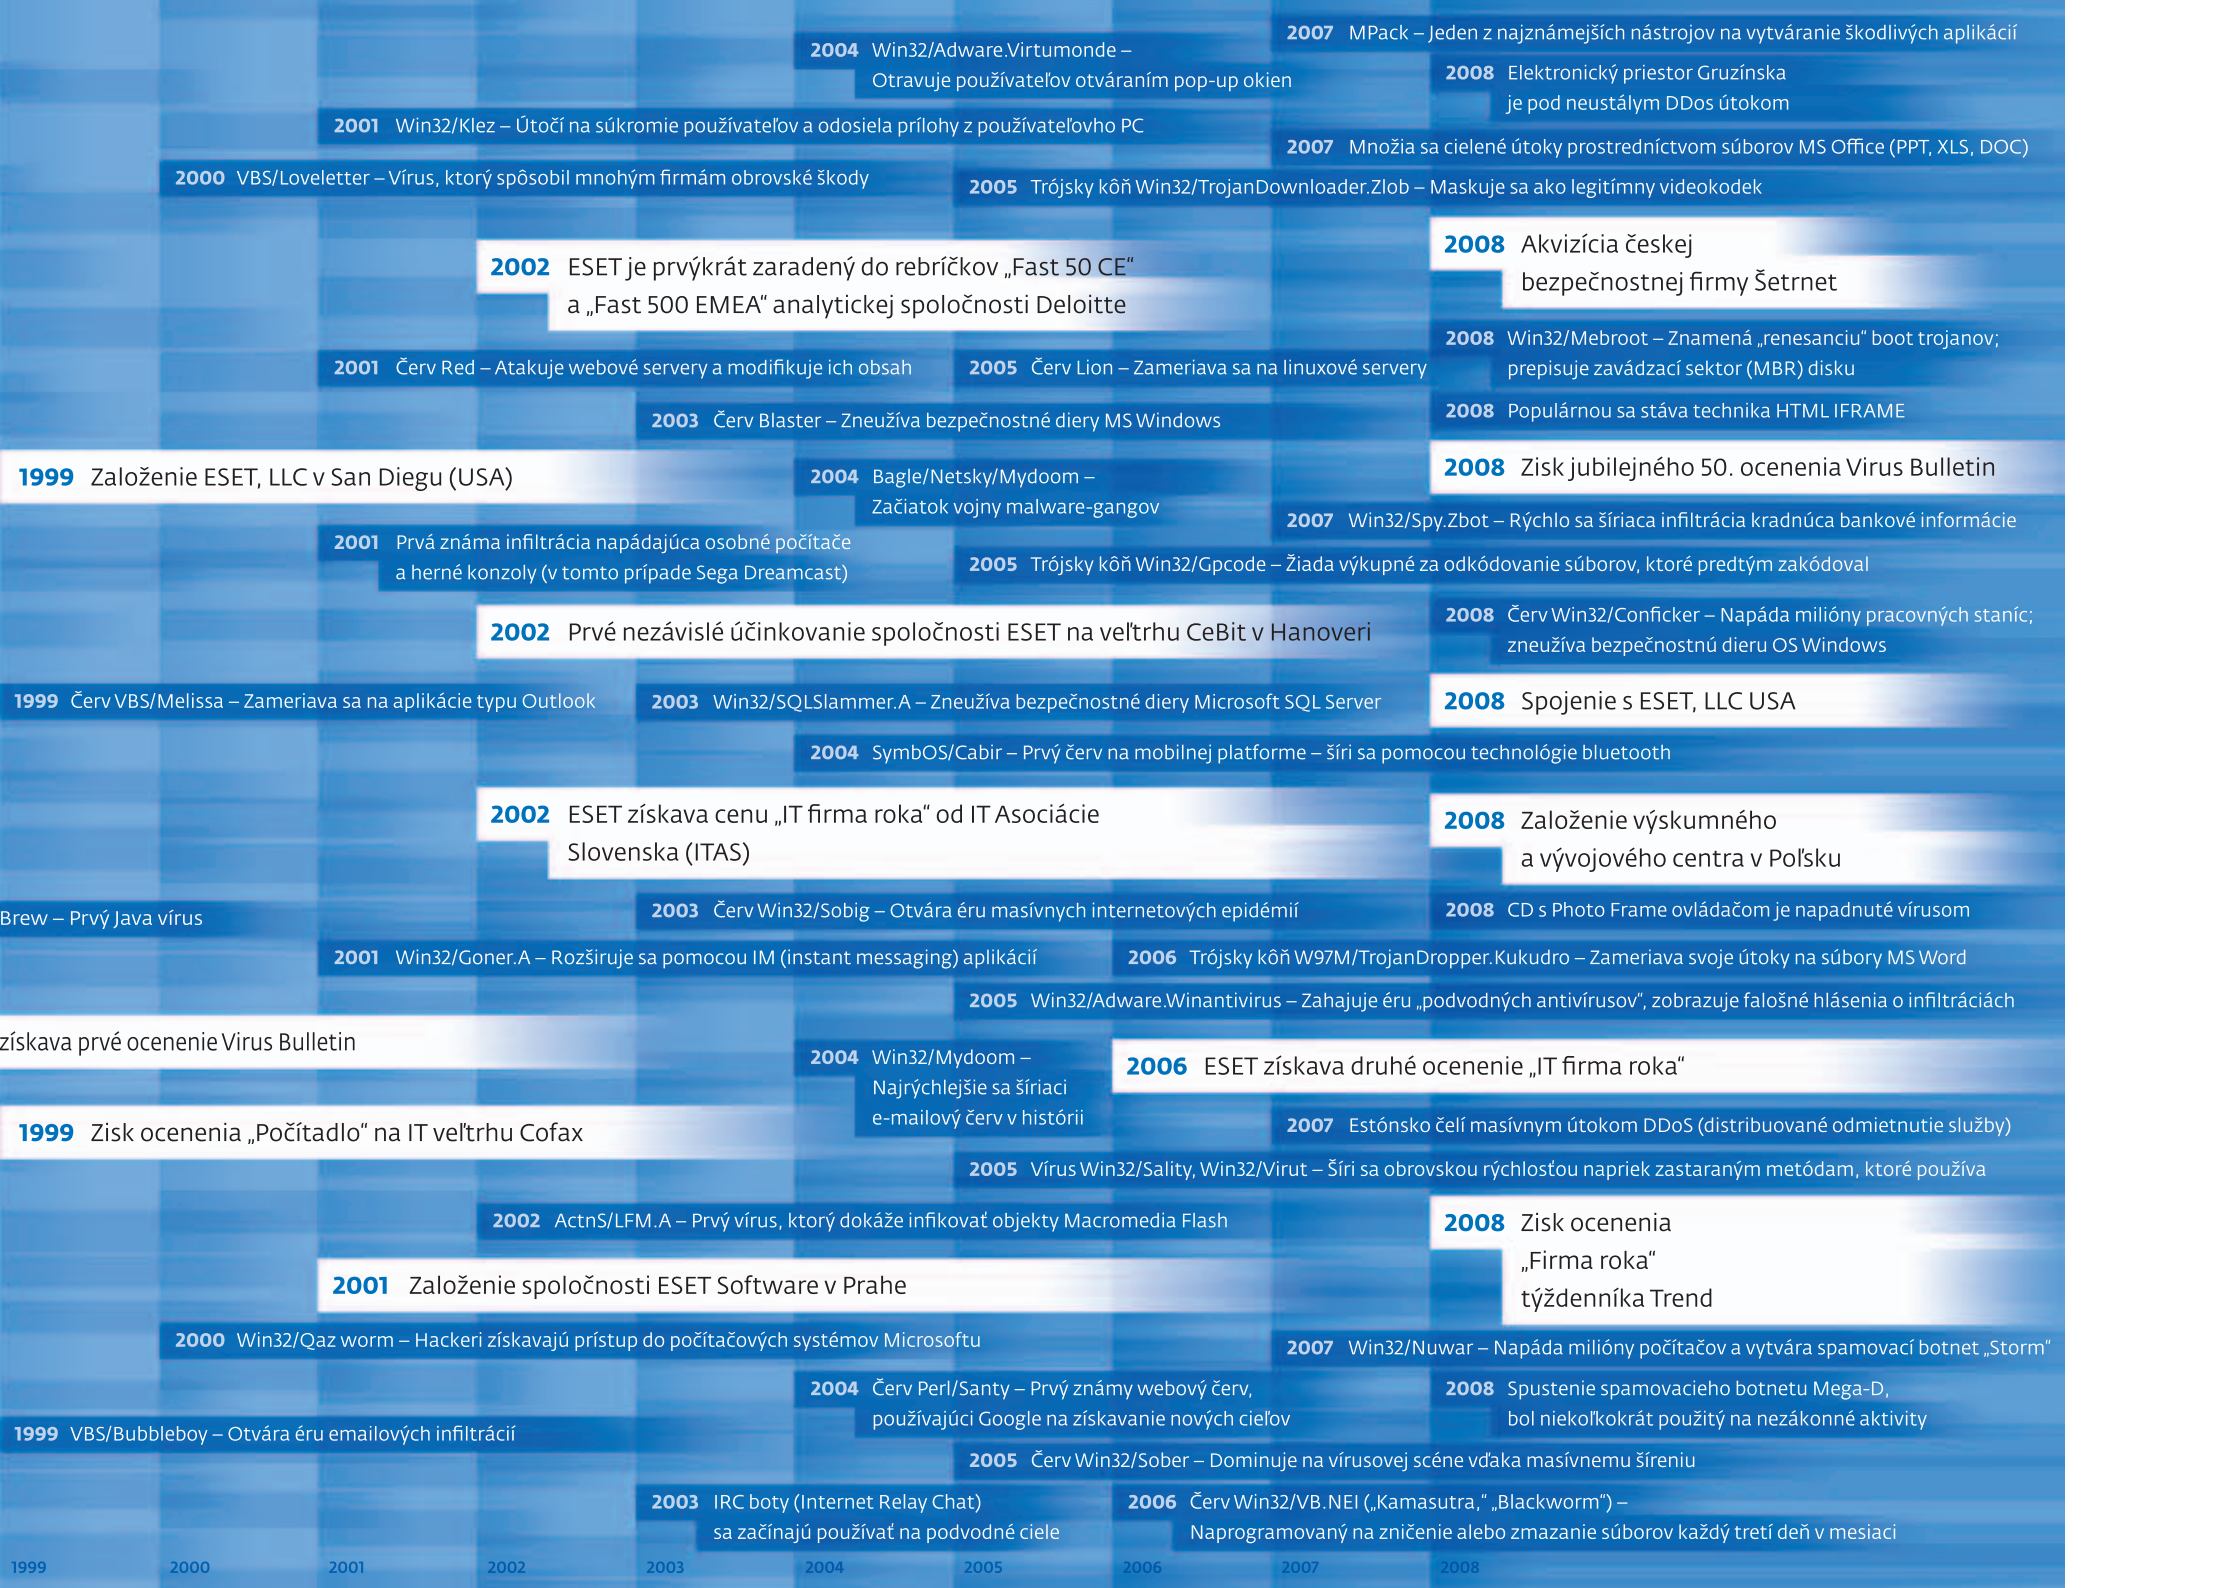 2007 MPack – Jeden z najznámejších nástrojov na vytváranie škodlivých aplikácií
2004 Win32/Adware.Virtumonde –
Otravuje používateľov otváraním pop-up okien
2008 Elektronický priestor Gruzínska
je pod neustálym DDos útokom
2001 Win32/Klez – Útočí na súkromie používateľov a odosiela prílohy z používateľovho PC
2007 Množia sa cielené útoky prostredníctvom súborov MS Office (PPT, XLS, DOC)
2000 VBS/Loveletter – Vírus, ktorý spôsobil mnohým firmám obrovské škody
2005 Trójsky kôň Win32/TrojanDownloader.Zlob – Maskuje sa ako legitímny videokodek
2008 Akvizícia českej
bezpečnostnej firmy Šetrnet
2002 ESET je prvýkrát zaradený do rebríčkov „Fast 50 CE“
a „Fast 500 EMEA“ analytickej spoločnosti Deloitte
2008 Win32/Mebroot – Znamená „renesanciu“ boot trojanov;
prepisuje zavádzací sektor (MBR) disku
2001 Červ Red – Atakuje webové servery a modifikuje ich obsah
2005 Červ Lion – Zameriava sa na linuxové servery
2008 Populárnou sa stáva technika HTML IFRAME
2003 Červ Blaster – Zneužíva bezpečnostné diery MS Windows
1999 Založenie ESET, LLC v San Diegu (USA)
2004 Bagle/Netsky/Mydoom –
Začiatok vojny malware-gangov
2008 Zisk jubilejného 50. ocenenia Virus Bulletin
2007 Win32/Spy.Zbot – Rýchlo sa šíriaca infiltrácia kradnúca bankové informácie
2001 Prvá známa infiltrácia napádajúca osobné počítače
a herné konzoly (v tomto prípade Sega Dreamcast)
2005 Trójsky kôň Win32/Gpcode – Žiada výkupné za odkódovanie súborov, ktoré predtým zakódoval
2002 Prvé nezávislé účinkovanie spoločnosti ESET na veľtrhu CeBit v Hanoveri
2008 Červ Win32/Conficker – Napáda milióny pracovných staníc;
zneužíva bezpečnostnú dieru OS Windows
1999 Červ VBS/Melissa – Zameriava sa na aplikácie typu Outlook
2003 Win32/SQLSlammer.A – Zneužíva bezpečnostné diery Microsoft SQL Server
2008 Spojenie s ESET, LLC USA
2004 SymbOS/Cabir – Prvý červ na mobilnej platforme – šíri sa pomocou technológie bluetooth
2002 ESET získava cenu „IT firma roka“ od IT Asociácie
Slovenska (ITAS)
2008 Založenie výskumného
a vývojového centra v Poľsku
Brew – Prvý Java vírus
2003 Červ Win32/Sobig – Otvára éru masívnych internetových epidémií
2008 CD s Photo Frame ovládačom je napadnuté vírusom
2001 Win32/Goner.A – Rozširuje sa pomocou IM (instant messaging) aplikácií
2006 Trójsky kôň W97M/TrojanDropper.Kukudro – Zameriava svoje útoky na súbory MS Word
2005 Win32/Adware.Winantivirus – Zahajuje éru „podvodných antivírusov“, zobrazuje falošné hlásenia o infiltráciách
získava prvé ocenenie Virus Bulletin
2004 Win32/Mydoom –
Najrýchlejšie sa šíriaci
e-mailový červ v histórii
2006 ESET získava druhé ocenenie „IT firma roka“
1999 Zisk ocenenia „Počítadlo“ na IT veľtrhu Cofax
2007 Estónsko čelí masívnym útokom DDoS (distribuované odmietnutie služby)
2005 Vírus Win32/Sality, Win32/Virut – Šíri sa obrovskou rýchlosťou napriek zastaraným metódam, ktoré používa
2002 ActnS/LFM.A – Prvý vírus, ktorý dokáže infikovať objekty Macromedia Flash
2008 Zisk ocenenia
„Firma roka“
týždenníka Trend
2001 Založenie spoločnosti ESET Software v Prahe
2000 Win32/Qaz worm – Hackeri získavajú prístup do počítačových systémov Microsoftu
2007 Win32/Nuwar – Napáda milióny počítačov a vytvára spamovací botnet „Storm“
2004 Červ Perl/Santy – Prvý známy webový červ,
používajúci Google na získavanie nových cieľov
2008 Spustenie spamovacieho botnetu Mega-D,
bol niekoľkokrát použitý na nezákonné aktivity
1999 VBS/Bubbleboy – Otvára éru emailových infiltrácií
2005 Červ Win32/Sober – Dominuje na vírusovej scéne vďaka masívnemu šíreniu
2003 IRC boty (Internet Relay Chat)
sa začínajú používať na podvodné ciele
2006 Červ Win32/VB.NEI („Kamasutra,“ „Blackworm“) –
Naprogramovaný na zničenie alebo zmazanie súborov každý tretí deň v mesiaci
1999 2000 2001 2002 2003 2004 2005 2006 2007 2008